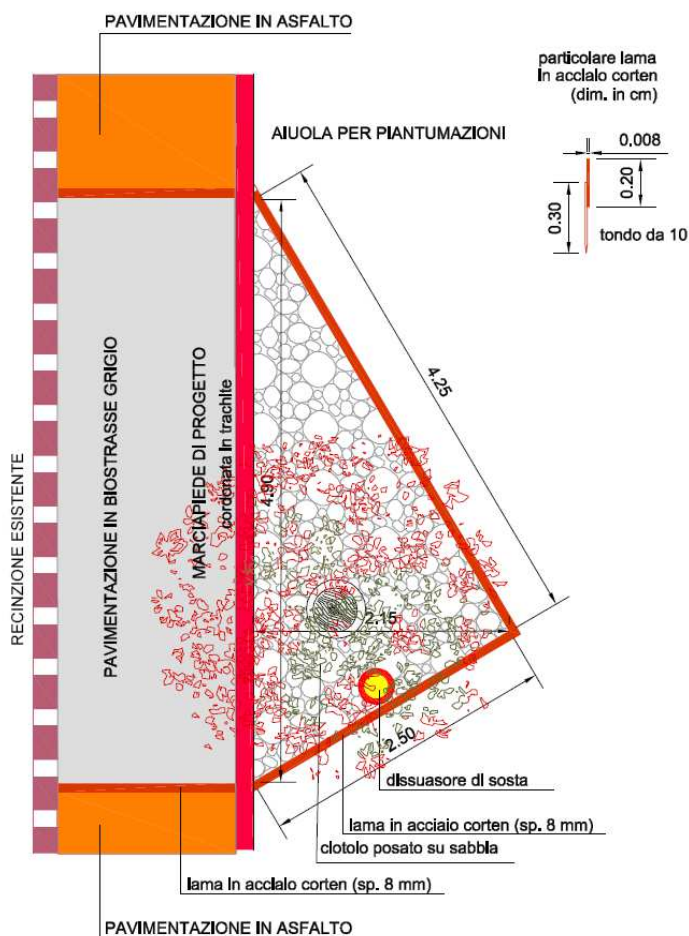 PAVIMENTAZIONE IN ASFALTO
particolare lama
In acciaio corten
(dim. in cm)
AIUOLA PER PIANTUMAZIONI
0,008
0.20
0.30
tondo da 10
4.25
RECINZIONE ESISTENTE
PAVIMENTAZIONE IN BIOSTRASSE GRIGIO
MARCIAPIEDE DI PROGETTO
cordonata in trachite
4.90
2.15
2.50
dissuasore di sosta
lama in acciaio corten (sp. 8 mm)
ciotolo posato su sabbia
lama in acciaio corten (sp. 8 mm)
PAVIMENTAZIONE IN ASFALTO